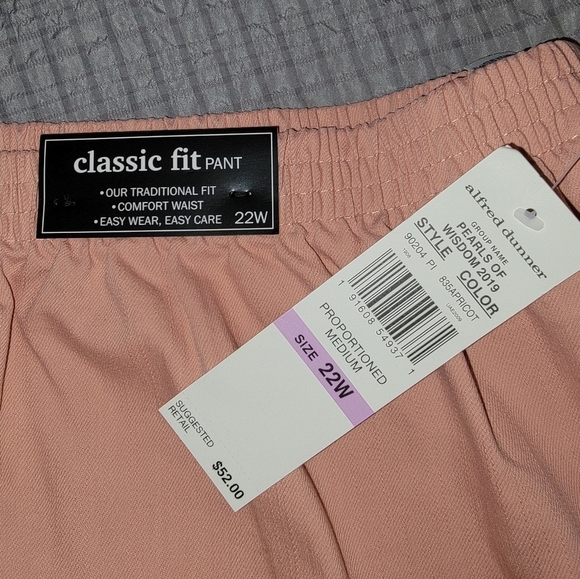 classic fit PANT
•OUR TRADITIONAL FIT
•COMFORT WAIST
•EASY WEAR, EASY CARE 22W
alfred dunner
GROUP NAME
PEARLS OF
WISDOM 2019
STYLE COLOR
90204 PI 835APRICOT
1 91608 54937 1
SIZE 22W
PROPORTIONED
MEDIUM
SUGGESTED
RETAIL
$52.00